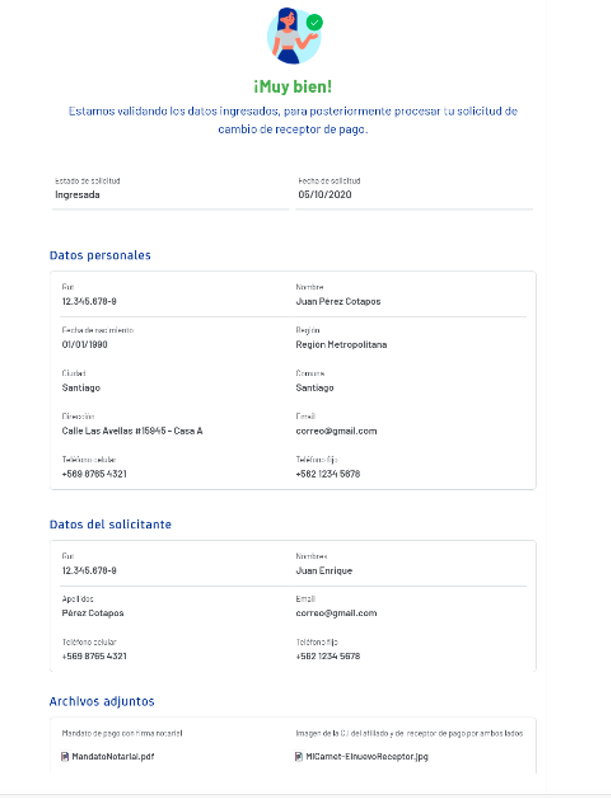 ¡Muy bien!
Estamos validando los datos ingresados, para posteriormente procesar tu solicitud de
cambio de receptor de pago.
Estado de solicitud
Fecha de solicitud
Ingresada
05/10/2020
Datos personales
Rut
Nombre
12.345.678-9
Juan Pérez Cotapos
Fecha de nacimiento
Región
01/01/1990
Región Metropolitana
Ciudad
Comuna
Santiago
Santiago
Dirección
Email
Calle Las Avellas #15945 - Casa A
correo@gmail.com
Teléfono celular
Teléfono fijo
+569 8765 4321
+562 1234 5678
Datos del solicitante
Rut
Nombres
12.345.678-9
Juan Enrique
Apellidos
Email
Pérez Cotapos
correo@gmail.com
Teléfono celular
Teléfono fijo
+569 8765 4321
+562 1234 5678
Archivos adjuntos
Mandato de pago con firma notarial
Imagen de la C.I del afiliado y del receptor de pago por ambos lados
MandatoNotarial.pdf
MiCarnet-ElnuevoReceptor.jpg